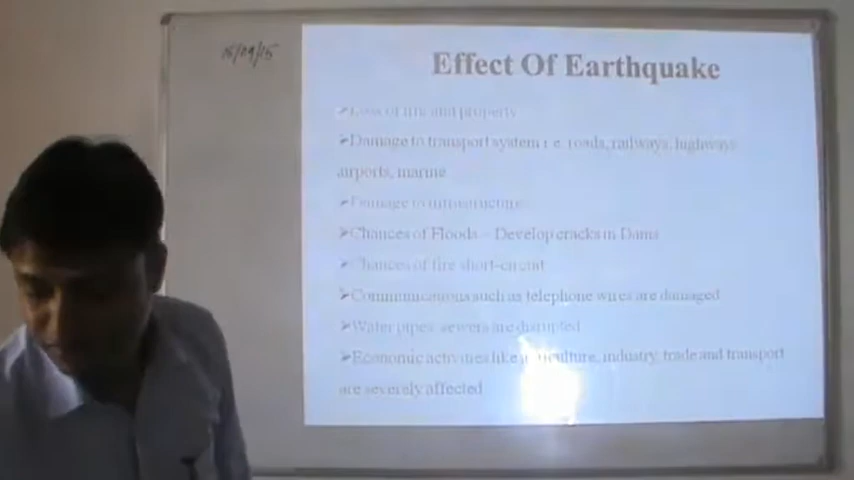 15/09/15
Effect Of Earthquake
➢Loss of life and property
➢Damage to transport system i.e. roads, railways, highways
airports, marine
➢Damage to infrastructure
➢Chances of Floods – Develop cracks in Dams
➢Chances of fire short-circuit
➢Communications such as telephone wires are damaged
➢Water pipes, sewers are disrupted
➢Economic activities like agriculture, industry, trade and transport
are severely affected